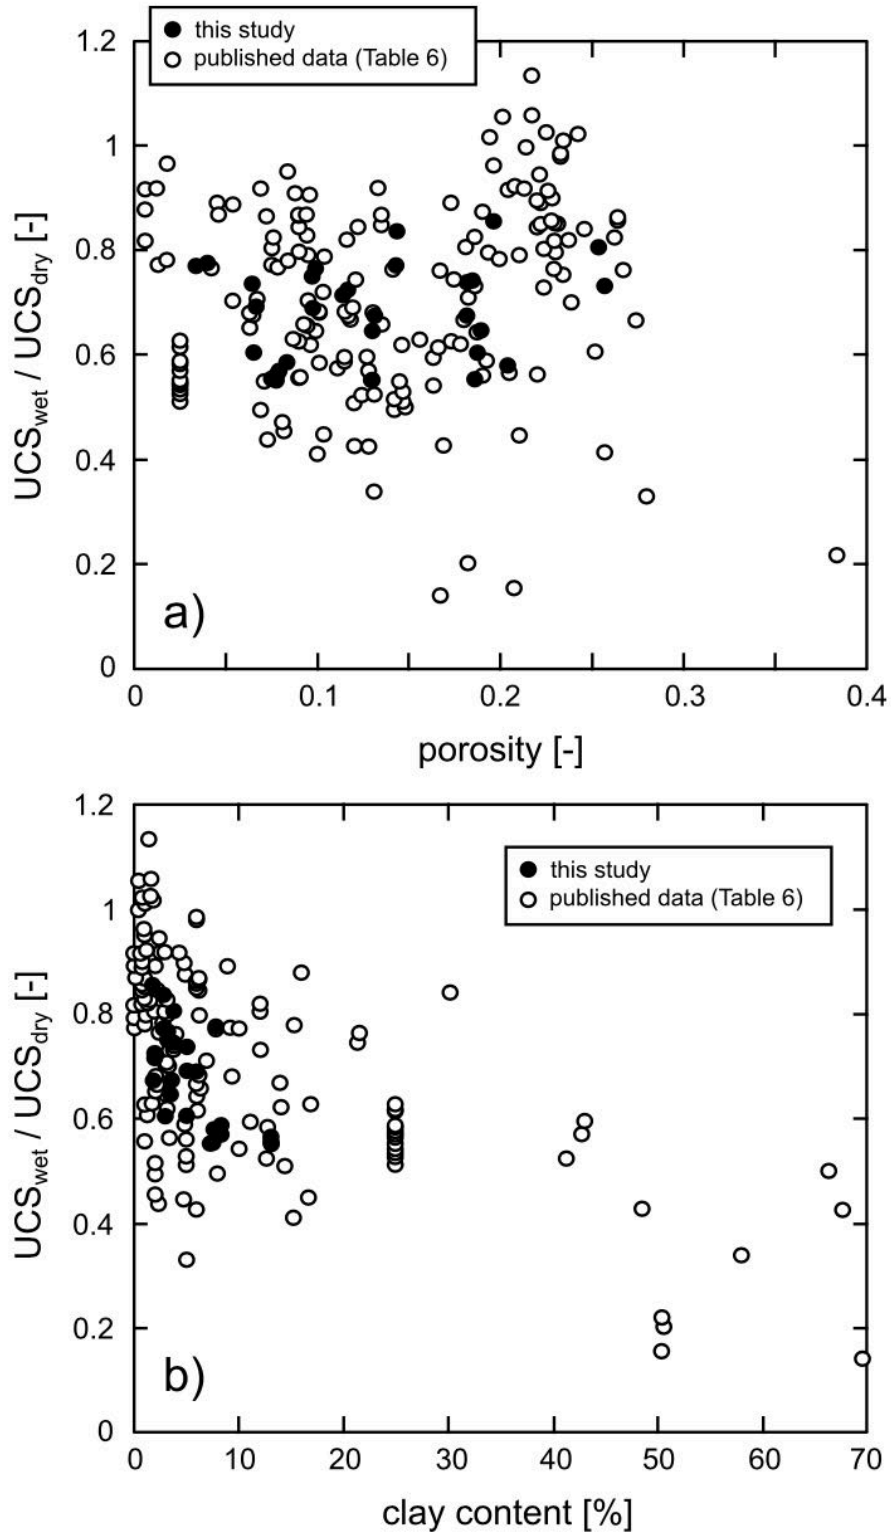 this study
published data (Table 6)
1.2
1
0.8
0.6
0.4
0.2
0
UCSwet / UCSdry [-]
a)
0 0.1 0.2 0.3 0.4
porosity [-]
1.2
1
0.8
0.6
0.4
0.2
0
UCSwet / UCSdry [-]
this study
published data (Table 6)
b)
0 10 20 30 40 50 60 70
clay content [%]